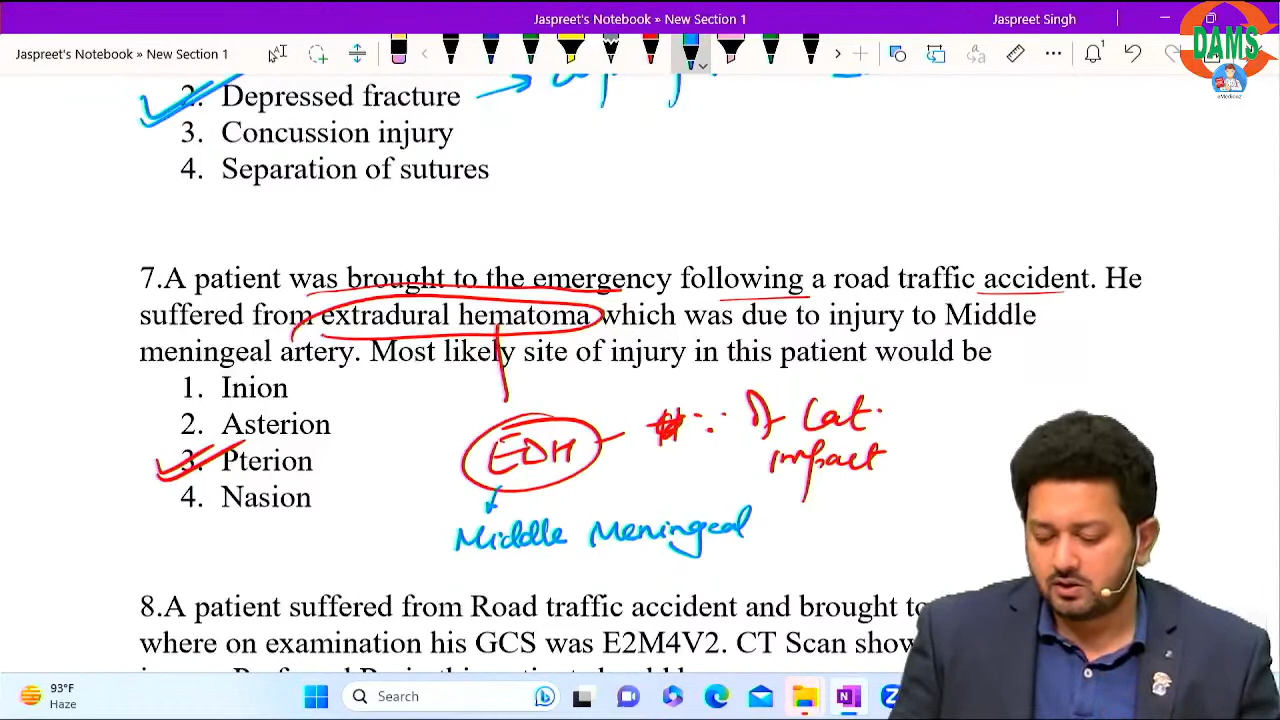 Jaspreet's Notebook » New Section 1
Jaspreet Singh
Jaspreet's Notebook » New Section 1
DAMS
eMedicoz
2. Depressed fracture
3. Concussion injury
4. Separation of sutures
7.A patient was brought to the emergency following a road traffic accident. He
suffered from extradural hematoma which was due to injury to Middle
meningeal artery. Most likely site of injury in this patient would be
1. Inion
2. Asterion
3. Pterion
4. Nasion
EDH
Lat.
impact
Middle Meningeal
8.A patient suffered from Road traffic accident and brought to
where on examination his GCS was E2M4V2. CT Scan show
93°F
Haze
Search